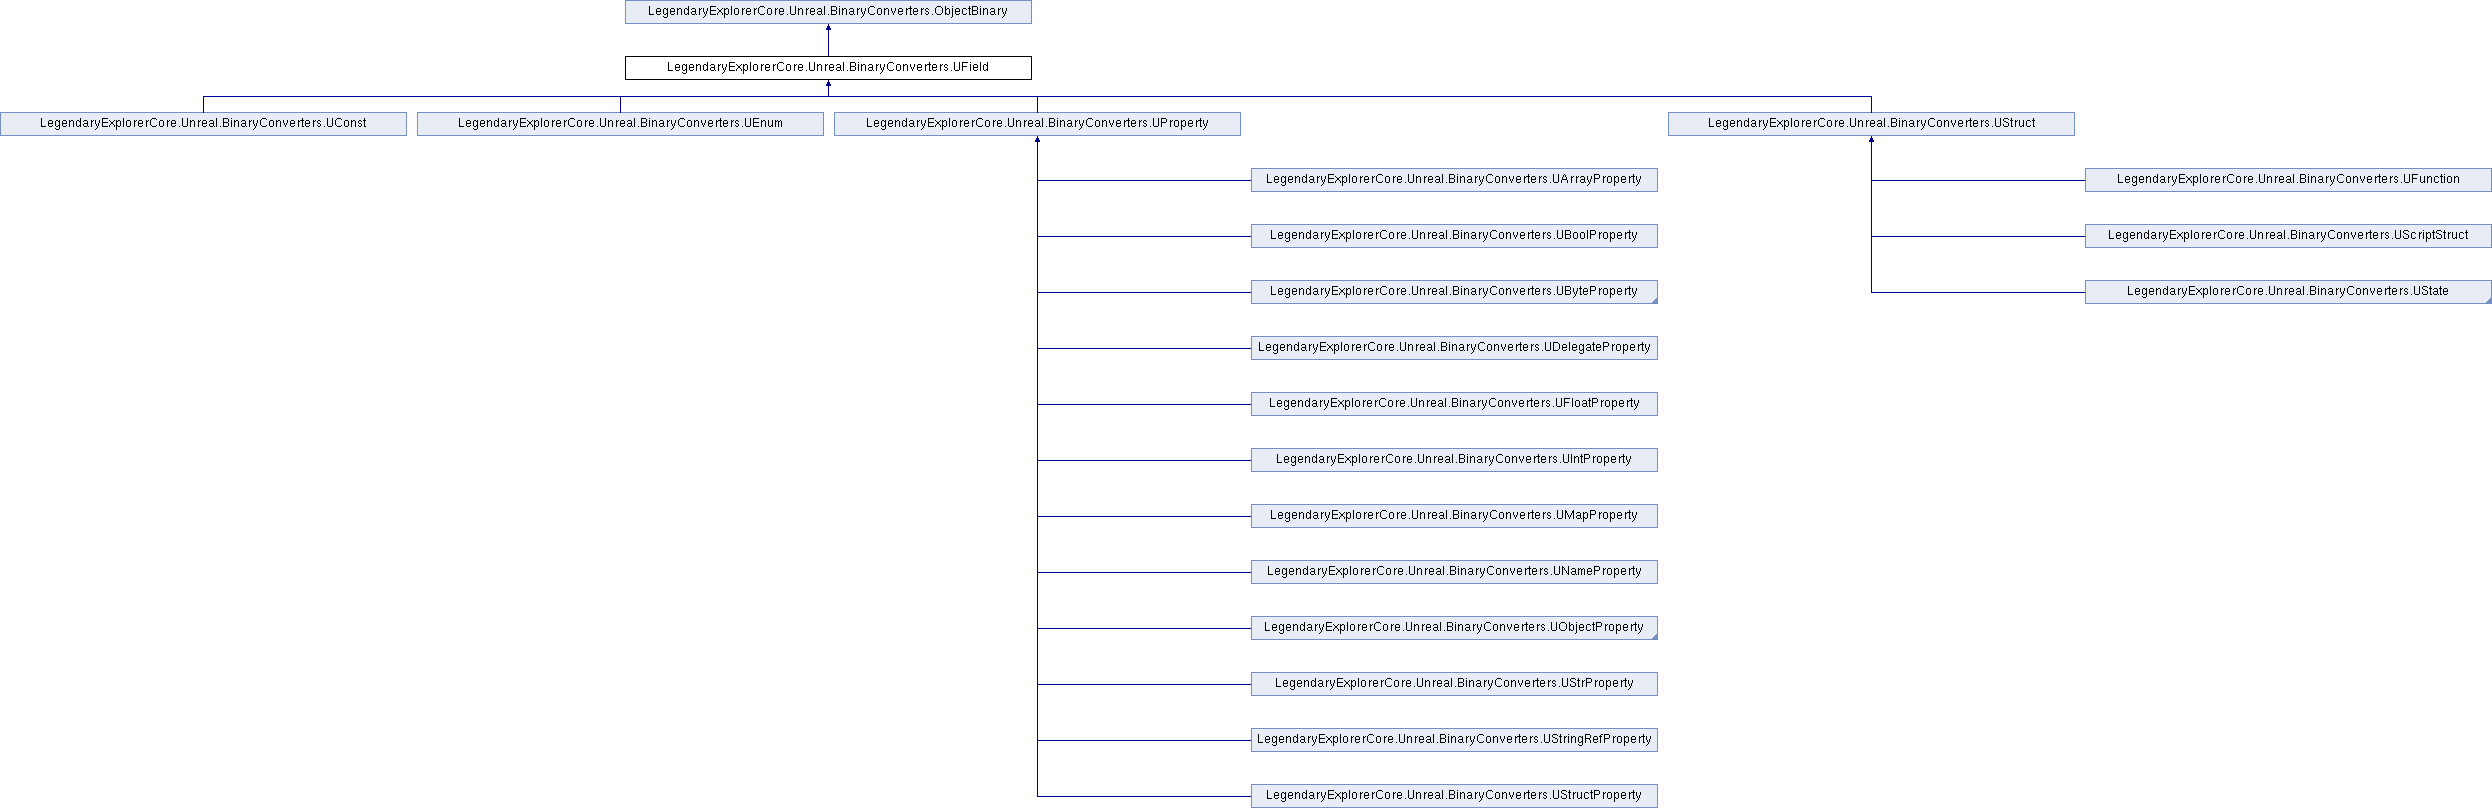 LegendaryExplorerCore.Unreal.BinaryConverters.ObjectBinary
LegendaryExplorerCore.Unreal.BinaryConverters.UField
LegendaryExplorerCore.Unreal.BinaryConverters.UConst
LegendaryExplorerCore.Unreal.BinaryConverters.UEnum
LegendaryExplorerCore.Unreal.BinaryConverters.UProperty
LegendaryExplorerCore.Unreal.BinaryConverters.UStruct
LegendaryExplorerCore.Unreal.BinaryConverters.UArrayProperty
LegendaryExplorerCore.Unreal.BinaryConverters.UFunction
LegendaryExplorerCore.Unreal.BinaryConverters.UBoolProperty
LegendaryExplorerCore.Unreal.BinaryConverters.UScriptStruct
LegendaryExplorerCore.Unreal.BinaryConverters.UByteProperty
LegendaryExplorerCore.Unreal.BinaryConverters.UState
LegendaryExplorerCore.Unreal.BinaryConverters.UDelegateProperty
LegendaryExplorerCore.Unreal.BinaryConverters.UFloatProperty
LegendaryExplorerCore.Unreal.BinaryConverters.UIntProperty
LegendaryExplorerCore.Unreal.BinaryConverters.UMapProperty
LegendaryExplorerCore.Unreal.BinaryConverters.UNameProperty
LegendaryExplorerCore.Unreal.BinaryConverters.UObjectProperty
LegendaryExplorerCore.Unreal.BinaryConverters.UStrProperty
LegendaryExplorerCore.Unreal.BinaryConverters.UStringRefProperty
LegendaryExplorerCore.Unreal.BinaryConverters.UStructProperty